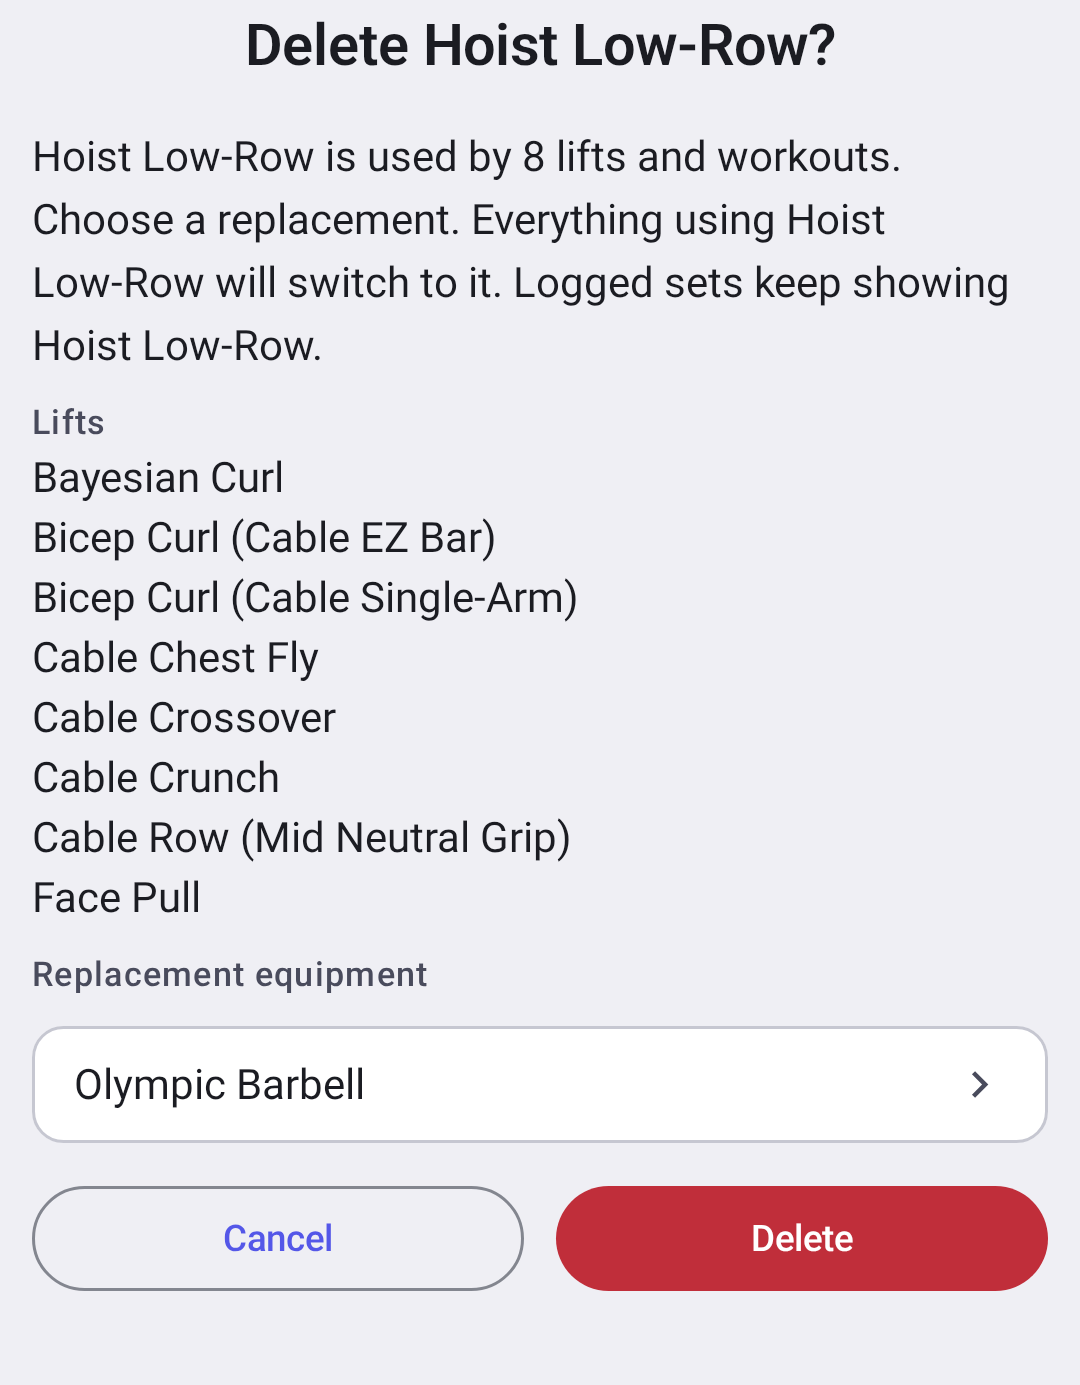 Delete Hoist Low-Row?
Hoist Low-Row is used by 8 lifts and workouts.
Choose a replacement. Everything using Hoist
Low-Row will switch to it. Logged sets keep showing
Hoist Low-Row.
Lifts
Bayesian Curl
Bicep Curl (Cable EZ Bar)
Bicep Curl (Cable Single-Arm)
Cable Chest Fly
Cable Crossover
Cable Crunch
Cable Row (Mid Neutral Grip)
Face Pull
Replacement equipment
Olympic Barbell
Cancel
Delete